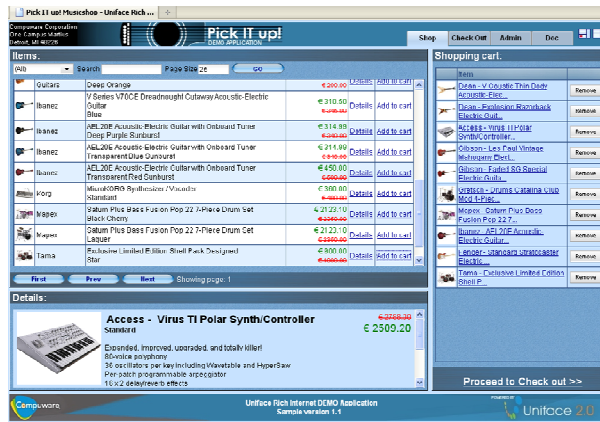 Pick IT up! Musicshop - Uniface Rich ...
Compuware Corporation
One Campus Martius
Detroit, MI 48226
Pick IT up!
DEMO APPLICATION
Shop
Check Out
Admin
Doc
Items.
(All)
Search
Page Size 25
GO
Guitars Deep Orange Details Add to cart
Ibanez V Series V70CE Dreadnought Cutaway Acoustic-Electric Guitar € 310.50 Details Add to cart
Blue
Ibanez AEL20E Acoustic-Electric Guitar with Onboard Tuner € 314.99 Details Add to cart
Deep Purple Sunburst
Ibanez AEL20E Acoustic-Electric Guitar with Onboard Tuner € 314.99 Details Add to cart
Transparent Blue Sunburst
Ibanez AEL20E Acoustic-Electric Guitar with Onboard Tuner € 450.00 Details Add to cart
Transparent Red Sunburst
Korg MicroKORG Synthesizer / Vocoder € 360.00 Details Add to cart
Standard
Mapex Saturn Plus Bass Fusion Pop 22 7-Piece Drum Set € 2123.10 Details Add to cart
Black Cherry
Mapex Saturn Plus Bass Fusion Pop 22 7-Piece Drum Set € 2123.10 Details Add to cart
Laquer
Tama Exclusive Limited Edition Shell Pack Designed € 900.00 Details Add to cart
Star
First
Prev
Next
Showing page: 1
Details:
Access - Virus TI Polar Synth/Controller
Standard
€ 2788.00
€ 2509.20
Expanded, improved, upgraded, and totally killer!
80-voice polyphony
36 oscillators per key including Wavetable and HyperSaw
Per-patch programmable arpeggiator
16 x 2 delay/reverb effects
Shopping cart.
Item
Dean - V Coustic Thin Body Acoustic-Elec... Remove
Dean - Explosion Razorback Electric Guit... Remove
Access - Virus TI Polar Synth/Controller... Remove
Gibson - Les Paul Vintage Mahogany Elect... Remove
Gibson - Faded SG Special Electric Guita... Remove
Gretsch - Drums Catalina Club Mod 4-Piec... Remove
Mapex - Saturn Plus Bass Fusion Pop 22 7... Remove
Ibanez - AEL20E Acoustic-Electric Guitar... Remove
Fender - Standard Stratocaster Electric... Remove
Tama - Exclusive Limited Edition Shell P... Remove
Proceed to Check out >>
Compuware
Uniface Rich Internet DEMO Application
Sample version 1.1
POWERED BY
Uniface 2.0